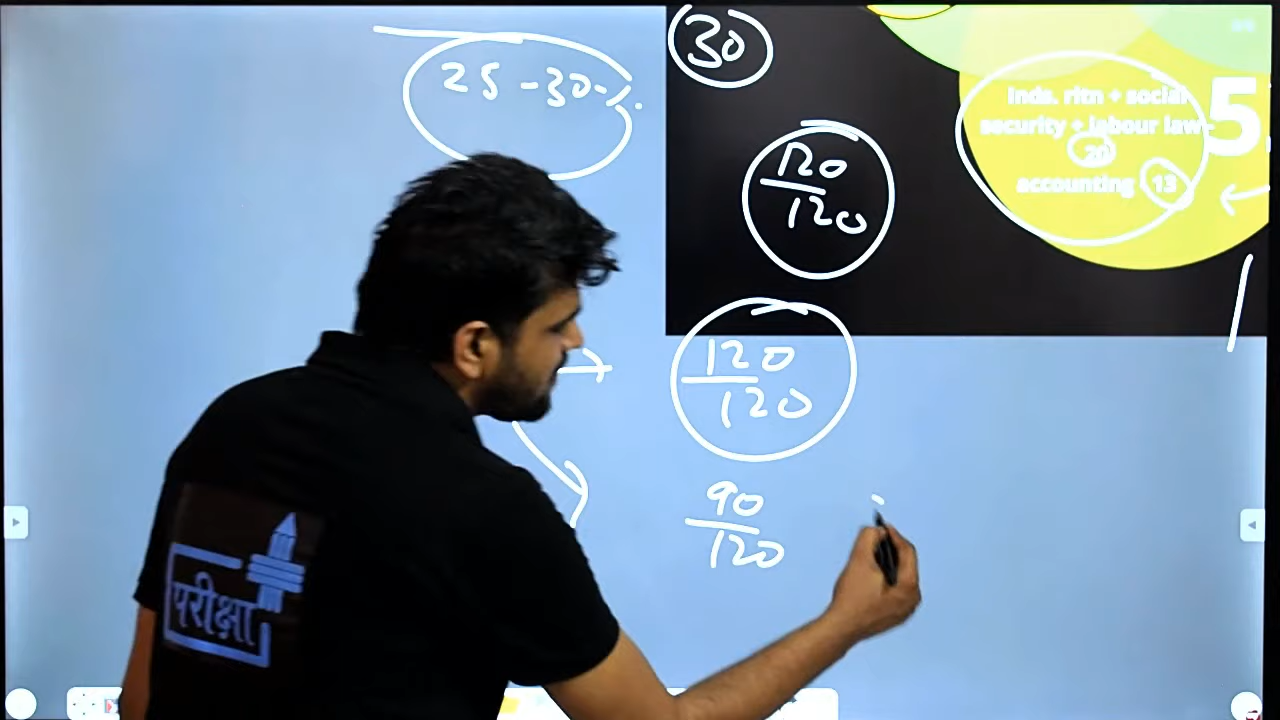 25-30%.
30
120
120
Inds. rltn + social
security + labour law-
20
accounting 13
5
120
120
90
120
परीक्षा